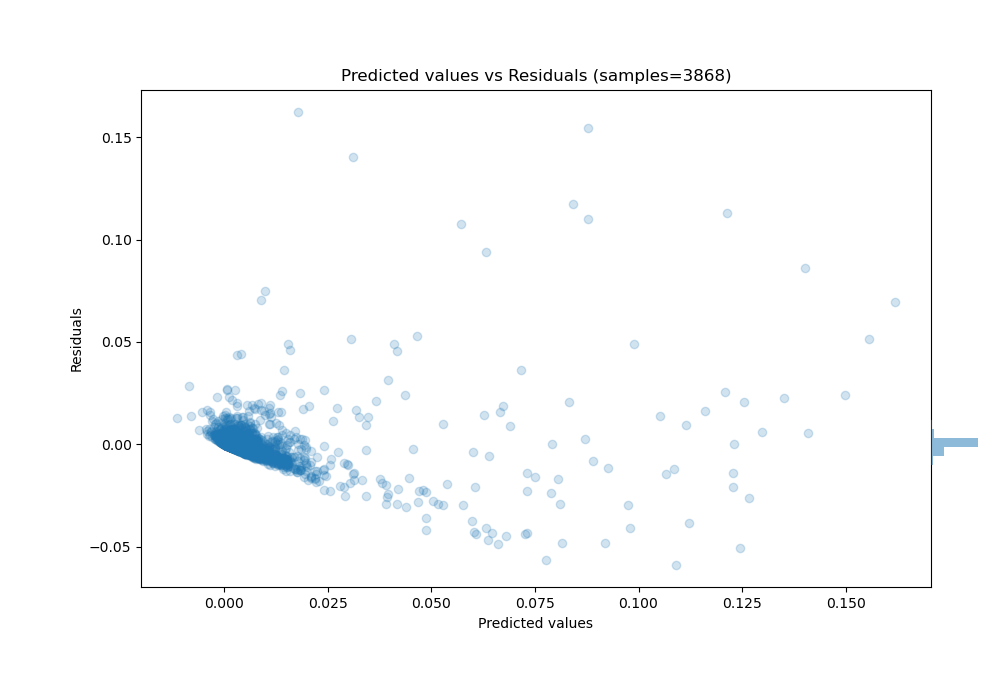 Predicted values vs Residuals (samples=3868)
0.15
0.10
0.05
0.00
−0.05
Residuals
0.000 0.025 0.050 0.075 0.100 0.125 0.150
Predicted values